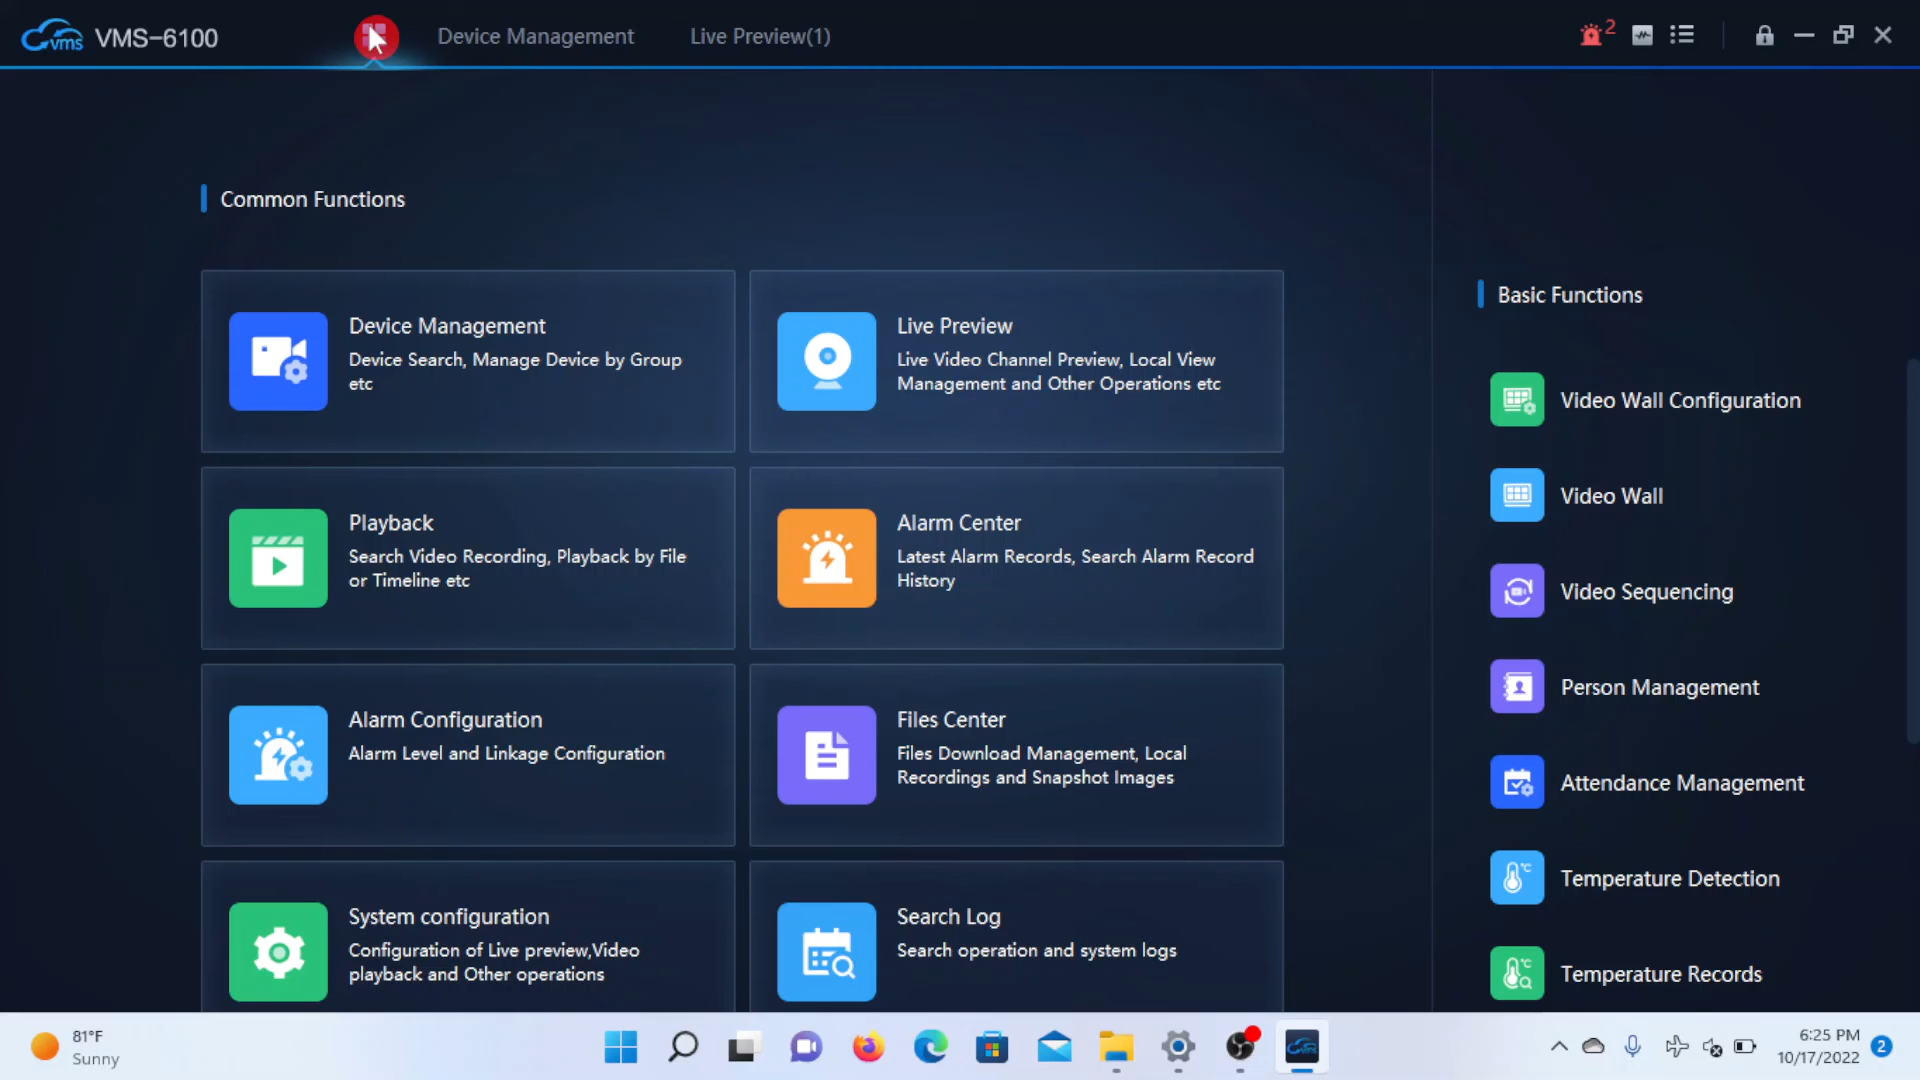 vms VMS-6100
Device Management
Live Preview(1)
2
Common Functions
Device Management
Device Search, Manage Device by Group
etc
Live Preview
Live Video Channel Preview, Local View
Management and Other Operations etc
Playback
Search Video Recording, Playback by File
or Timeline etc
Alarm Center
Latest Alarm Records, Search Alarm Record
History
Alarm Configuration
Alarm Level and Linkage Configuration
Files Center
Files Download Management, Local
Recordings and Snapshot Images
System configuration
Configuration of Live preview,Video
playback and Other operations
Search Log
Search operation and system logs
Basic Functions
Video Wall Configuration
Video Wall
Video Sequencing
Person Management
Attendance Management
Temperature Detection
Temperature Records
81°F
Sunny
6:25 PM
10/17/2022
2